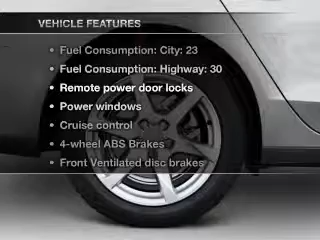 VEHICLE FEATURES
• Fuel Consumption: City: 23
• Fuel Consumption: Highway: 30
• Remote power door locks
• Power windows
• Cruise control
• 4-wheel ABS Brakes
• Front Ventilated disc brakes